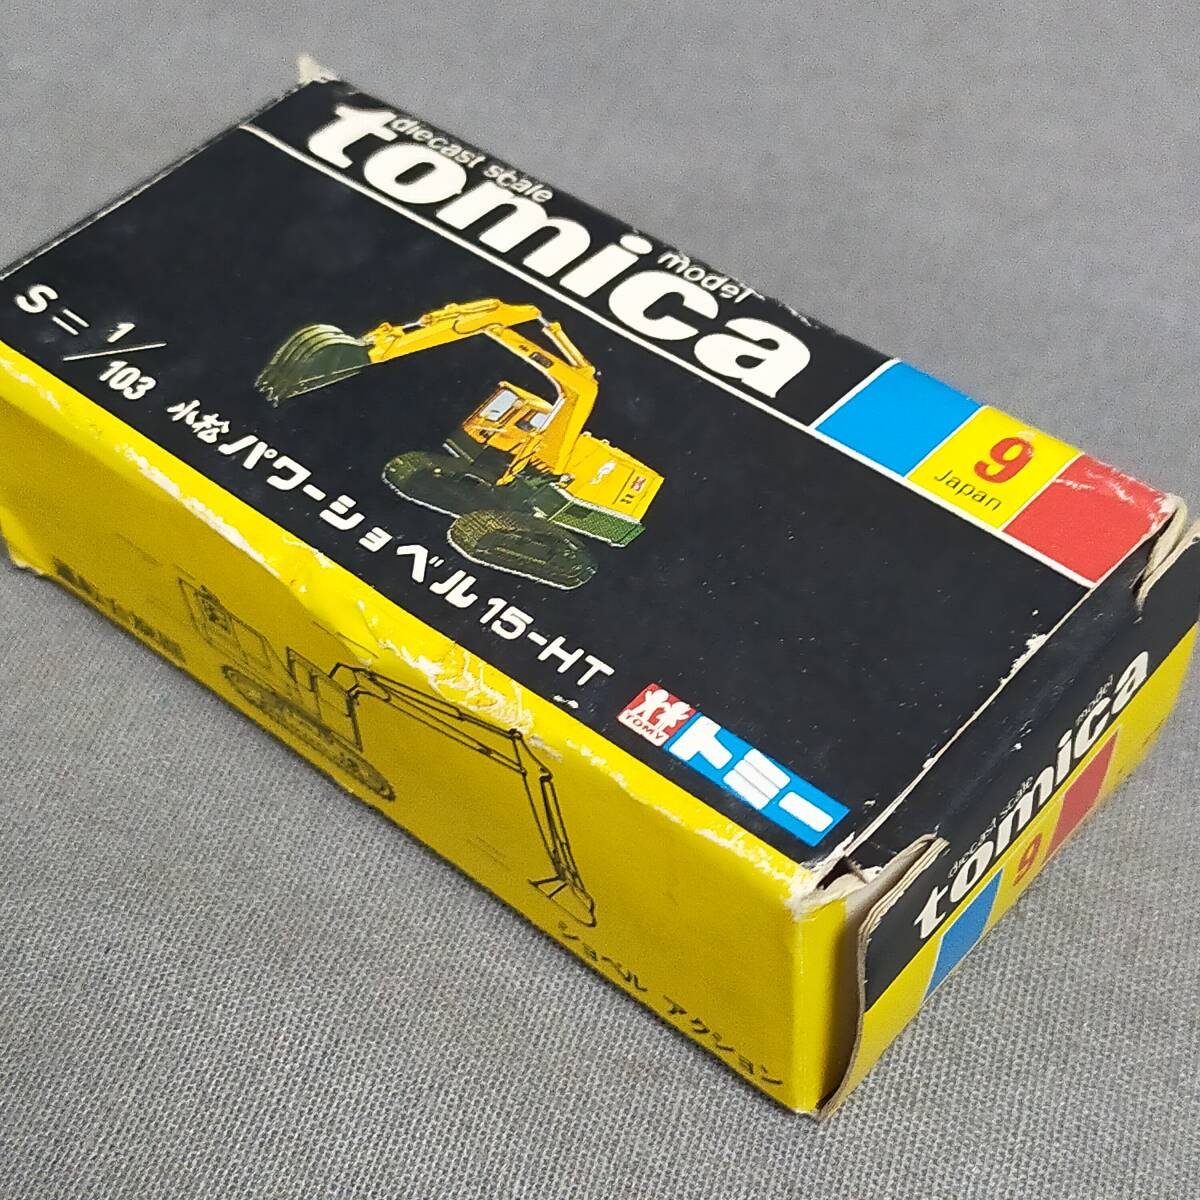 diecast scale model
tomica
9
Japan
S=1/103 小松パワーショベル15-HT
TOMY トミー
diecast scale model
tomica
9
ショベル アクション